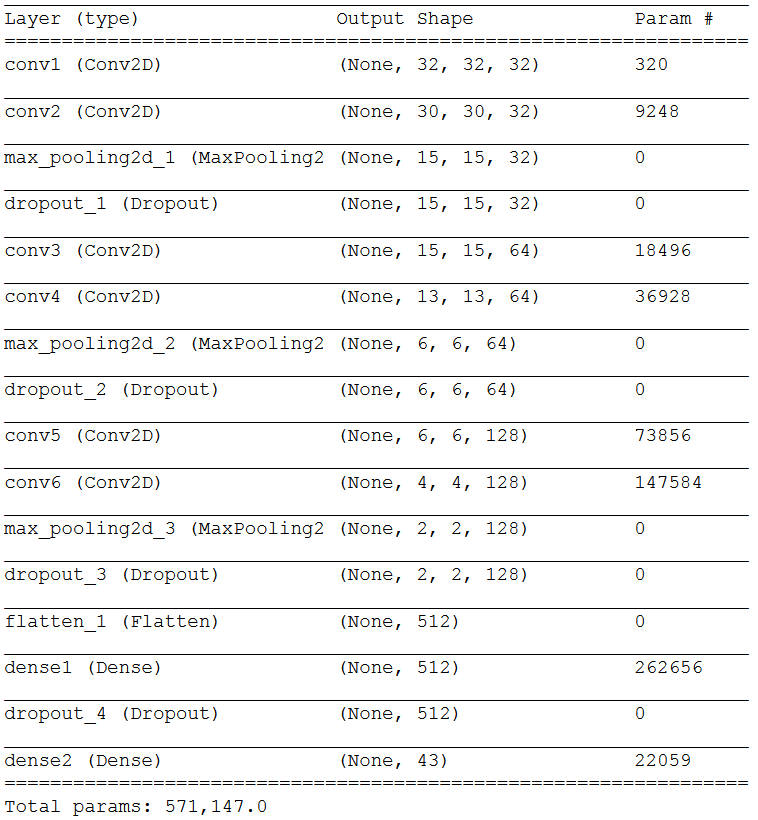 Layer (type)                 Output Shape              Param #
=================================================================
conv1 (Conv2D)               (None, 32, 32, 32)        320
conv2 (Conv2D)               (None, 30, 30, 32)        9248
max_pooling2d_1 (MaxPooling2 (None, 15, 15, 32)        0
dropout_1 (Dropout)          (None, 15, 15, 32)        0
conv3 (Conv2D)               (None, 15, 15, 64)        18496
conv4 (Conv2D)               (None, 13, 13, 64)        36928
max_pooling2d_2 (MaxPooling2 (None, 6, 6, 64)          0
dropout_2 (Dropout)          (None, 6, 6, 64)          0
conv5 (Conv2D)               (None, 6, 6, 128)         73856
conv6 (Conv2D)               (None, 4, 4, 128)         147584
max_pooling2d_3 (MaxPooling2 (None, 2, 2, 128)         0
dropout_3 (Dropout)          (None, 2, 2, 128)         0
flatten_1 (Flatten)          (None, 512)               0
dense1 (Dense)               (None, 512)               262656
dropout_4 (Dropout)          (None, 512)               0
dense2 (Dense)               (None, 43)                22059
=================================================================
Total params: 571,147.0